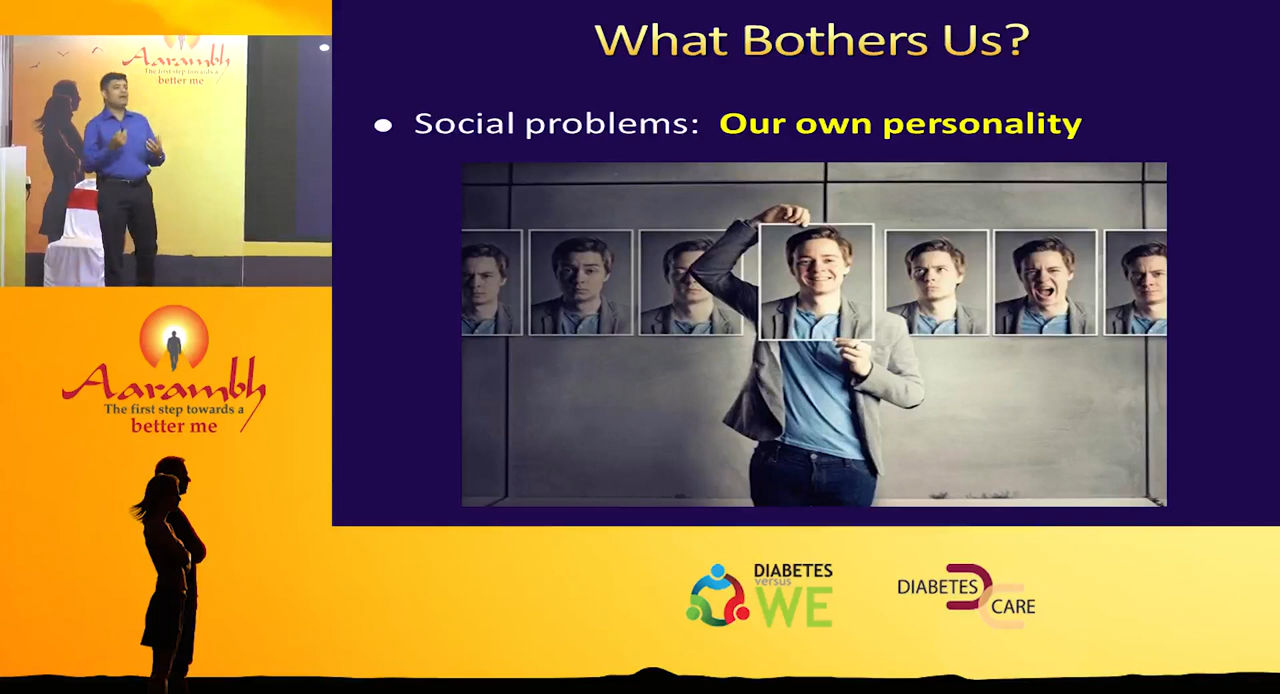 Aarambh
The first step towards a
better me
What Bothers Us?
● Social problems: Our own personality
Aarambh
The first step towards a
better me
DIABETES
versus
WE
DIABETES
CARE